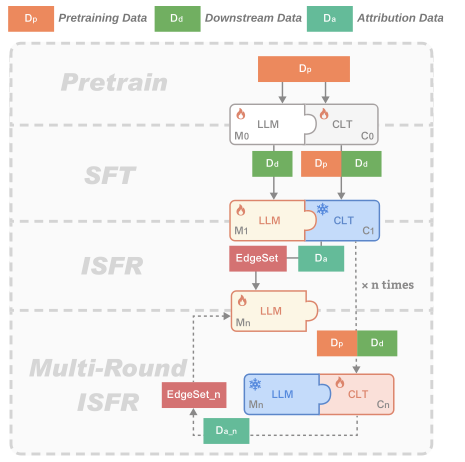 Dp Pretraining Data Dd Downstream Data Da Attribution Data
Dp
Pretrain
LLM CLT
M0 C0
Dd Dp Dd
SFT
LLM CLT
M1 C1
EdgeSet Da
ISFR
× n times
LLM
Mn
Dp Dd
Multi-Round
ISFR
EdgeSet_n
LLM CLT
Mn Cn
Da_n